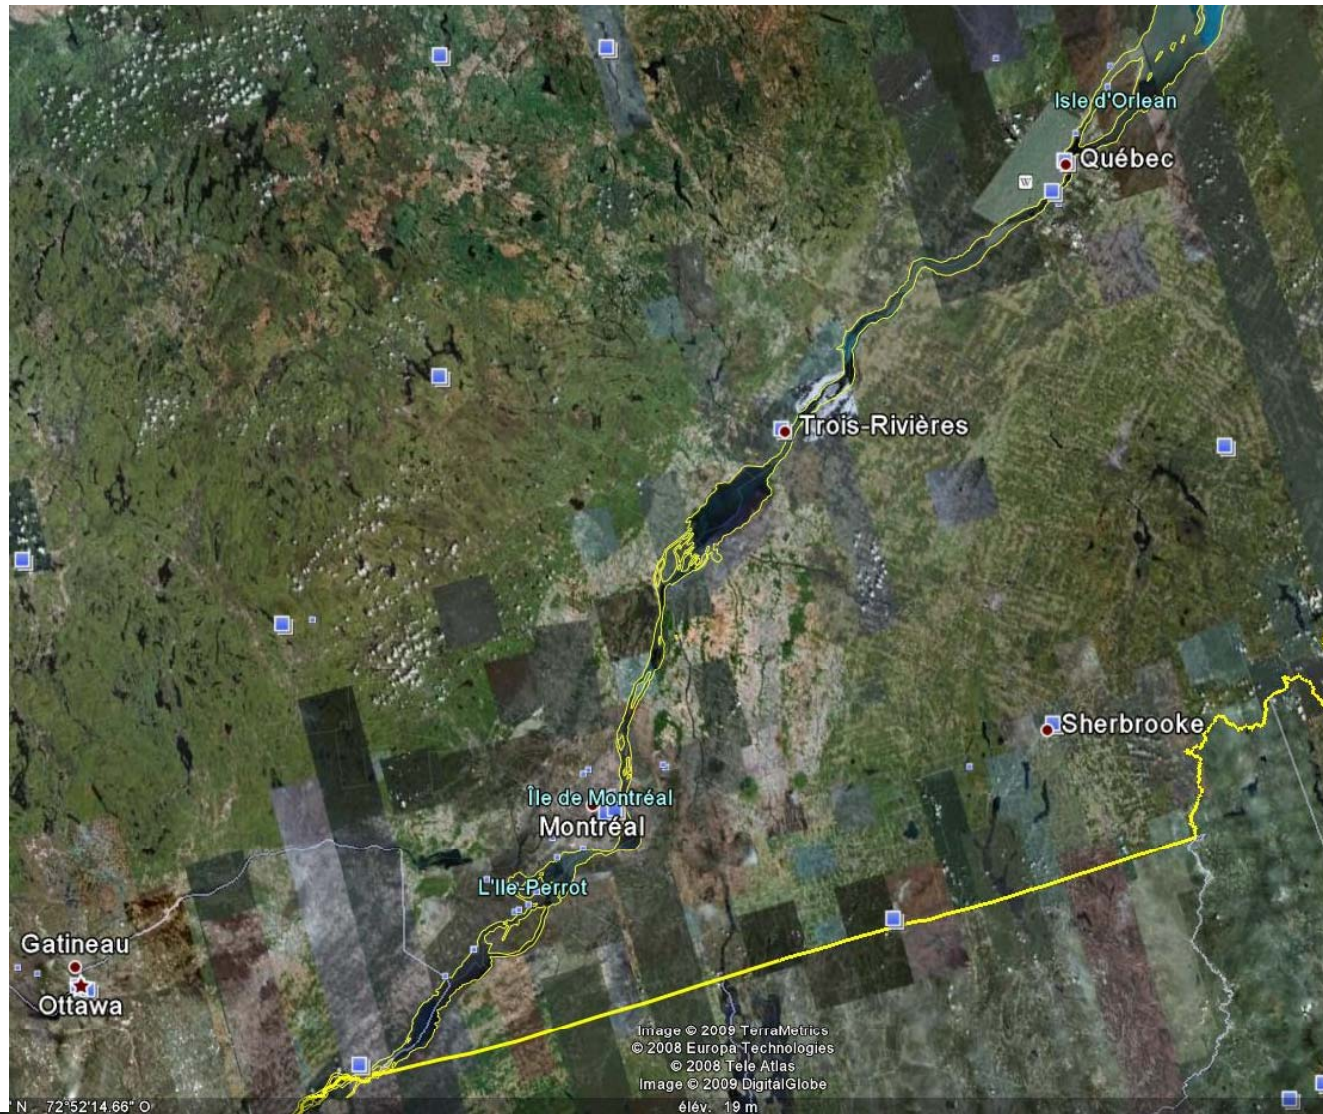 Isle d'Orlean
Québec
W
Trois-Rivières
Sherbrooke
Île de Montréal
Montréal
L'Ile-Perrot
Gatineau
Ottawa
Image © 2009 TerraMetrics
© 2008 Europa Technologies
© 2008 Tele Atlas
Image © 2009 DigitalGlobe
' N 72°52'14.66" O
élév. 19 m